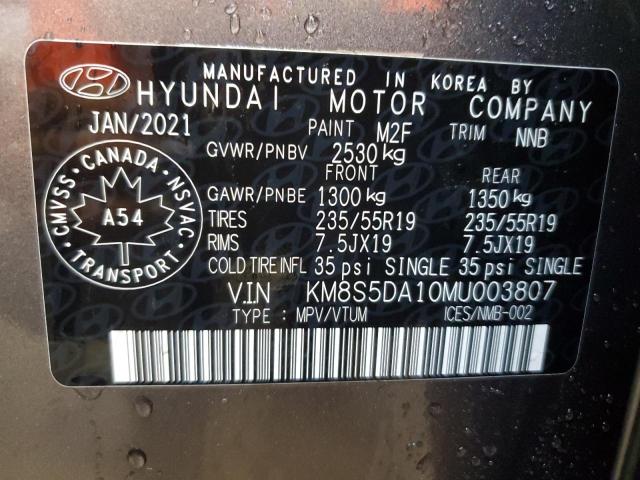 MANUFACTURED IN KOREA BY
HYUNDAI MOTOR COMPANY
JAN/2021 PAINT M2F TRIM NNB
GVWR/PNBV 2530 kg
FRONT REAR
GAWR/PNBE 1300 kg 1350 kg
TIRES 235/55R19 235/55R19
RIMS 7.5JX19 7.5JX19
COLD TIRE INFL 35 psi SINGLE 35 psi SINGLE
V.I.N KM8S5DA10MU003807
TYPE : MPV/VTUM ICES/NMB-002
CMVSS · CANADA · NSVAC · TRANSPORT ·
A54